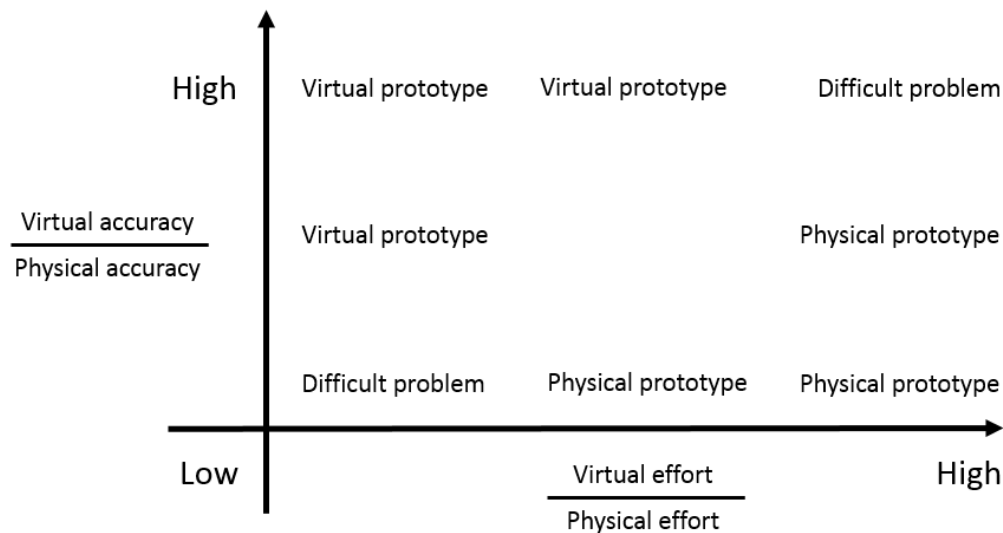 High
Virtual prototype
Virtual prototype
Difficult problem
Virtual accuracy
Physical accuracy
Virtual prototype
Physical prototype
Difficult problem
Physical prototype
Physical prototype
Low
Virtual effort
Physical effort
High